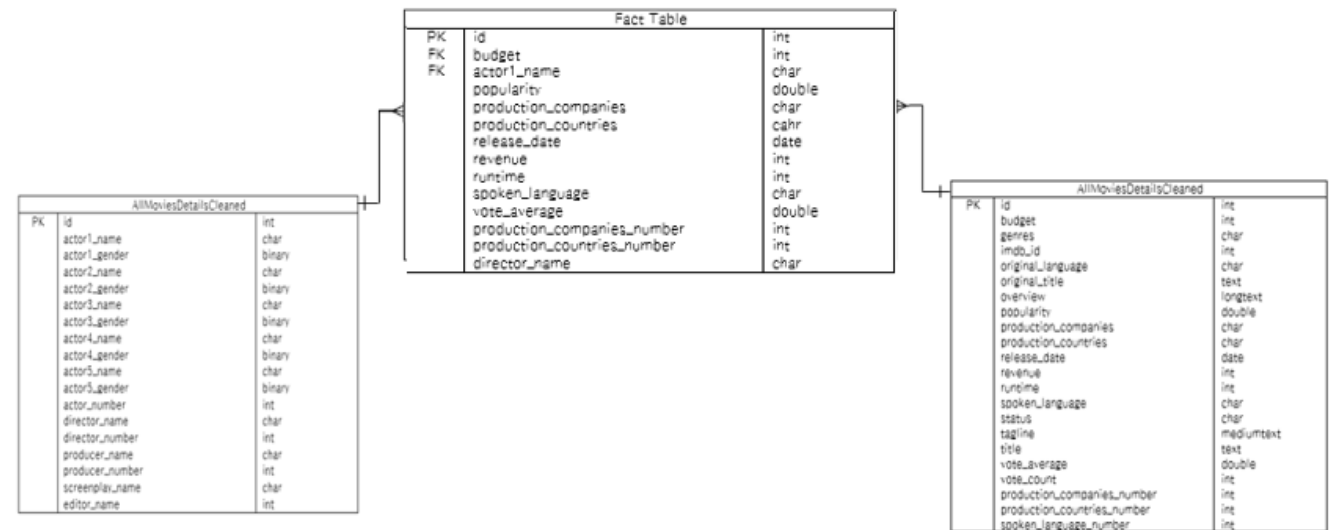 Fact Table
PK id int
FK budget int
FK actor1_name char
popularity double
production_companies char
production_countries cahr
release_date date
revenue int
runtime int
spoken_language char
vote_average double
production_companies_number int
production_countries_number int
director_name char
AllMoviesDetailsCleaned
PK id int
actor1_name char
actor1_gender binary
actor2_name char
actor2_gender binary
actor3_name char
actor3_gender binary
actor4_name char
actor4_gender binary
actor5_name char
actor5_gender binary
actor_number int
director_name char
director_number int
producer_name char
producer_number int
screenplay_name char
editor_name int
AllMoviesDetailsCleaned
PK id int
budget int
genres char
imdb_id int
original_language char
original_title text
overview longtext
popularity double
production_companies char
production_countries char
release_date date
revenue int
runtime int
spoken_language char
status char
tagline mediumtext
title text
vote_average double
vote_count int
production_companies_number int
production_countries_number int
spoken_language_number int